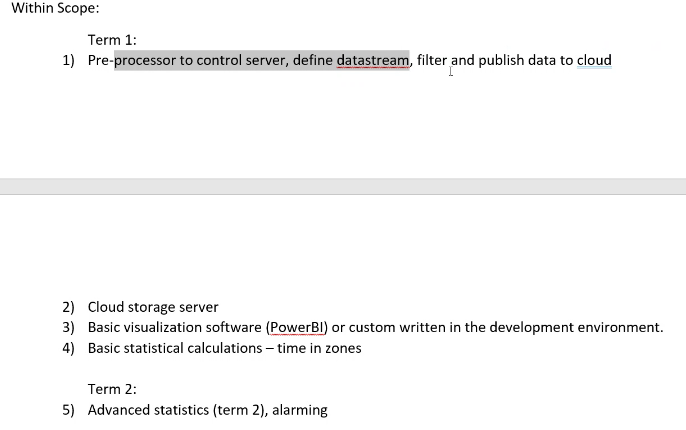 Within Scope:
Term 1:
1) Pre-processor to control server, define datastream, filter and publish data to cloud
2) Cloud storage server
3) Basic visualization software (PowerBI) or custom written in the development environment.
4) Basic statistical calculations – time in zones
Term 2:
5) Advanced statistics (term 2), alarming